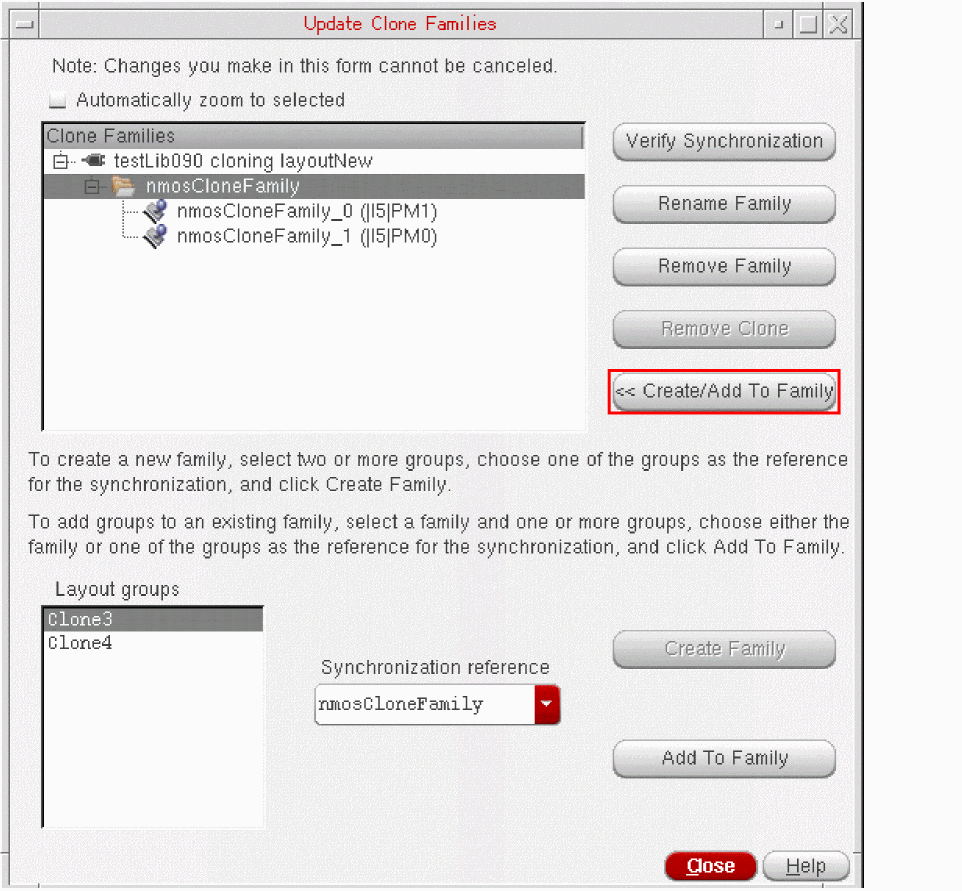 Update Clone Families
Note: Changes you make in this form cannot be canceled.
Automatically zoom to selected
Clone Families
testLib090 cloning layoutNew
nmosCloneFamily
nmosCloneFamily_0 (|I5|PM1)
nmosCloneFamily_1 (|I5|PM0)
Verify Synchronization
Rename Family
Remove Family
Remove Clone
<< Create/Add To Family
To create a new family, select two or more groups, choose one of the groups as the reference
for the synchronization, and click Create Family.
To add groups to an existing family, select a family and one or more groups, choose either the
family or one of the groups as the reference for the synchronization, and click Add To Family.
Layout groups
Clone3
Clone4
Synchronization reference
nmosCloneFamily
Create Family
Add To Family
Close
Help